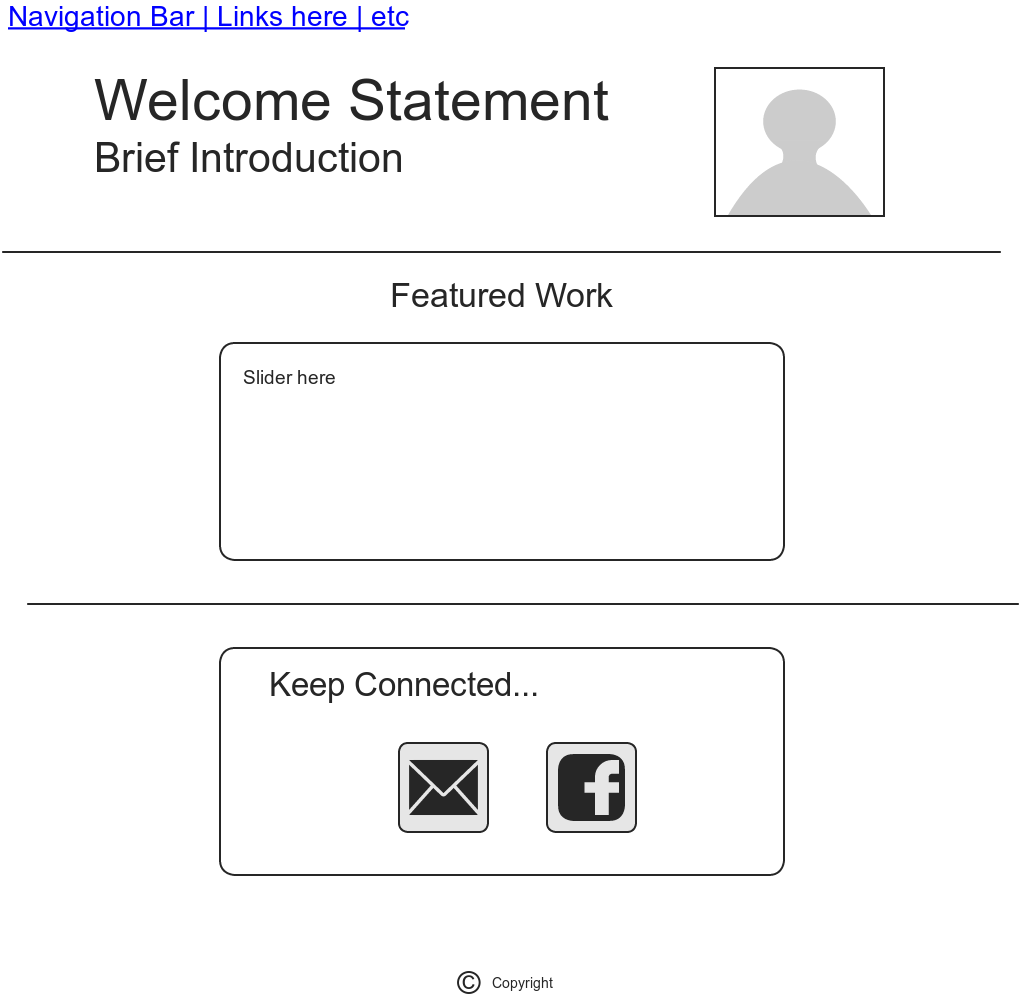 Navigation Bar | Links here | etc
Welcome Statement
Brief Introduction
Featured Work
Slider here
Keep Connected...
© Copyright